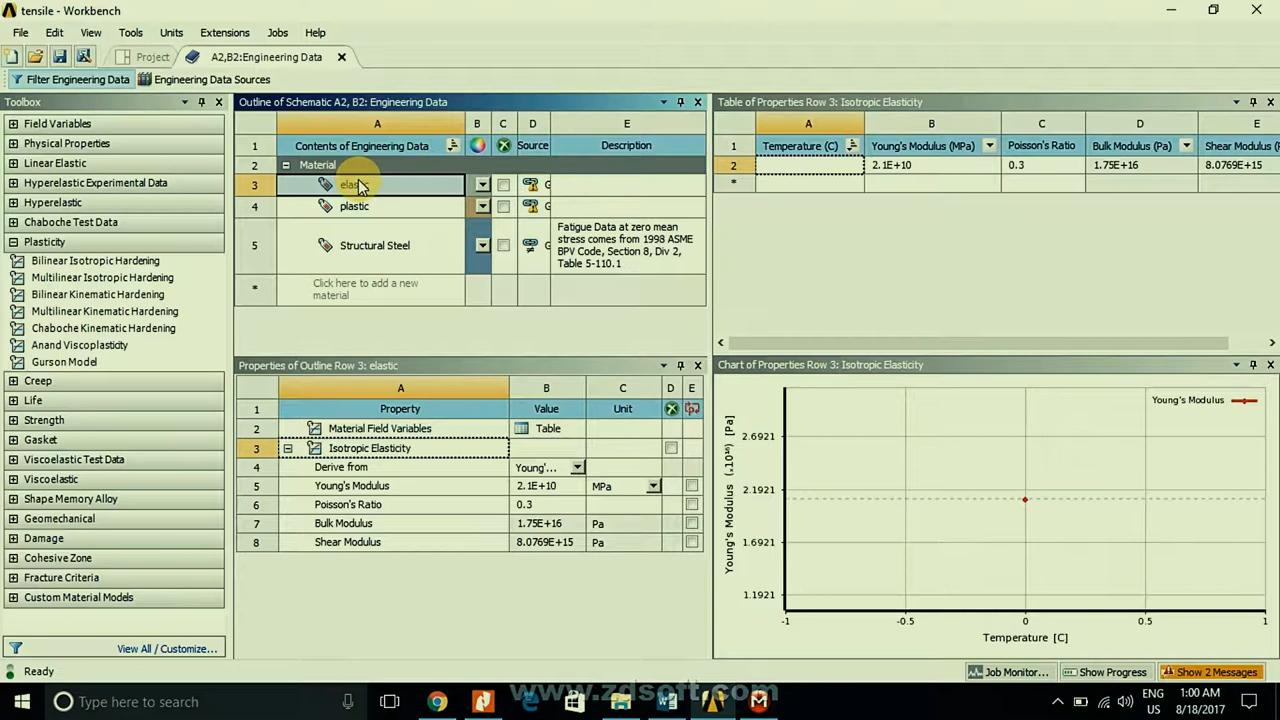 tensile - Workbench
File Edit View Tools Units Extensions Jobs Help
Project A2,B2:Engineering Data
Filter Engineering Data Engineering Data Sources
Toolbox
Field Variables
Physical Properties
Linear Elastic
Hyperelastic Experimental Data
Hyperelastic
Chaboche Test Data
Plasticity
Bilinear Isotropic Hardening
Multilinear Isotropic Hardening
Bilinear Kinematic Hardening
Multilinear Kinematic Hardening
Chaboche Kinematic Hardening
Anand Viscoplasticity
Gurson Model
Creep
Life
Strength
Gasket
Viscoelastic Test Data
Viscoelastic
Shape Memory Alloy
Geomechanical
Damage
Cohesive Zone
Fracture Criteria
Custom Material Models
View All / Customize...
Outline of Schematic A2, B2: Engineering Data
A B C D E
1 Contents of Engineering Data Source Description
2 Material
3 elastic G
4 plastic G
5 Structural Steel G
Fatigue Data at zero mean
stress comes from 1998 ASME
BPV Code, Section 8, Div 2,
Table 5-110.1
* Click here to add a new
material
Properties of Outline Row 3: elastic
A B C D E
1 Property Value Unit
2 Material Field Variables Table
3 Isotropic Elasticity
4 Derive from Young'...
5 Young's Modulus 2.1E+10 MPa
6 Poisson's Ratio 0.3
7 Bulk Modulus 1.75E+16 Pa
8 Shear Modulus 8.0769E+15 Pa
Table of Properties Row 3: Isotropic Elasticity
A B C D E
1 Temperature (C) Young's Modulus (MPa) Poisson's Ratio Bulk Modulus (Pa) Shear Modulus
2 2.1E+10 0.3 1.75E+16 8.0769E+15
*
Chart of Properties Row 3: Isotropic Elasticity
Young's Modulus
Young's Modulus (.10¹⁶) [Pa]
2.6921
2.1921
1.6921
1.1921
-1 -0.5 0 0.5 1
Temperature [C]
Ready
Job Monitor... Show Progress Show 2 Messages
Type here to search
www.zdsoft.com
ENG 1:00 AM
US 8/18/2017